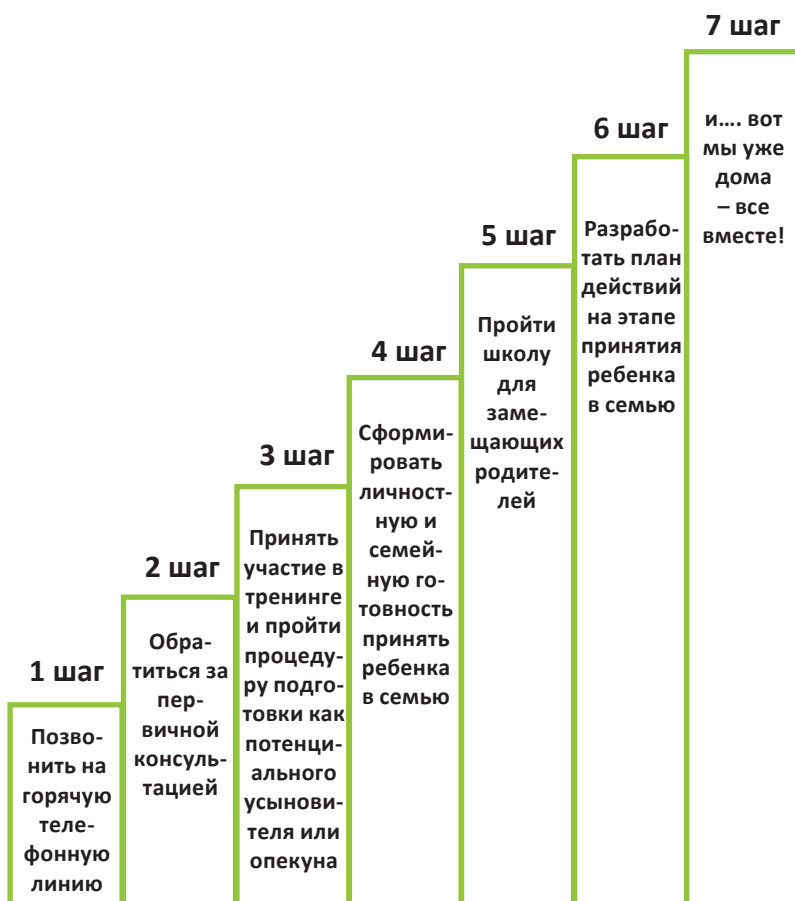 1 шаг
Позво-
нить на
горячую
теле-
фонную
линию
2 шаг
Обра-
титься за
пер-
вичной
консуль-
тацией
3 шаг
Принять
участие в
тренинге
и пройти
процеду-
ру подго-
товки как
потенци-
ального
усынови-
теля или
опекуна
4 шаг
Сформи-
ровать
личност-
ную и
семей-
ную го-
товность
принять
ребенка
в семью
5 шаг
Пройти
школу
для
заме-
щающих
родите-
лей
6 шаг
Разрабо-
тать план
действий
на этапе
принятия
ребенка
в семью
7 шаг
и.... вот
мы уже
дома
– все
вместе!